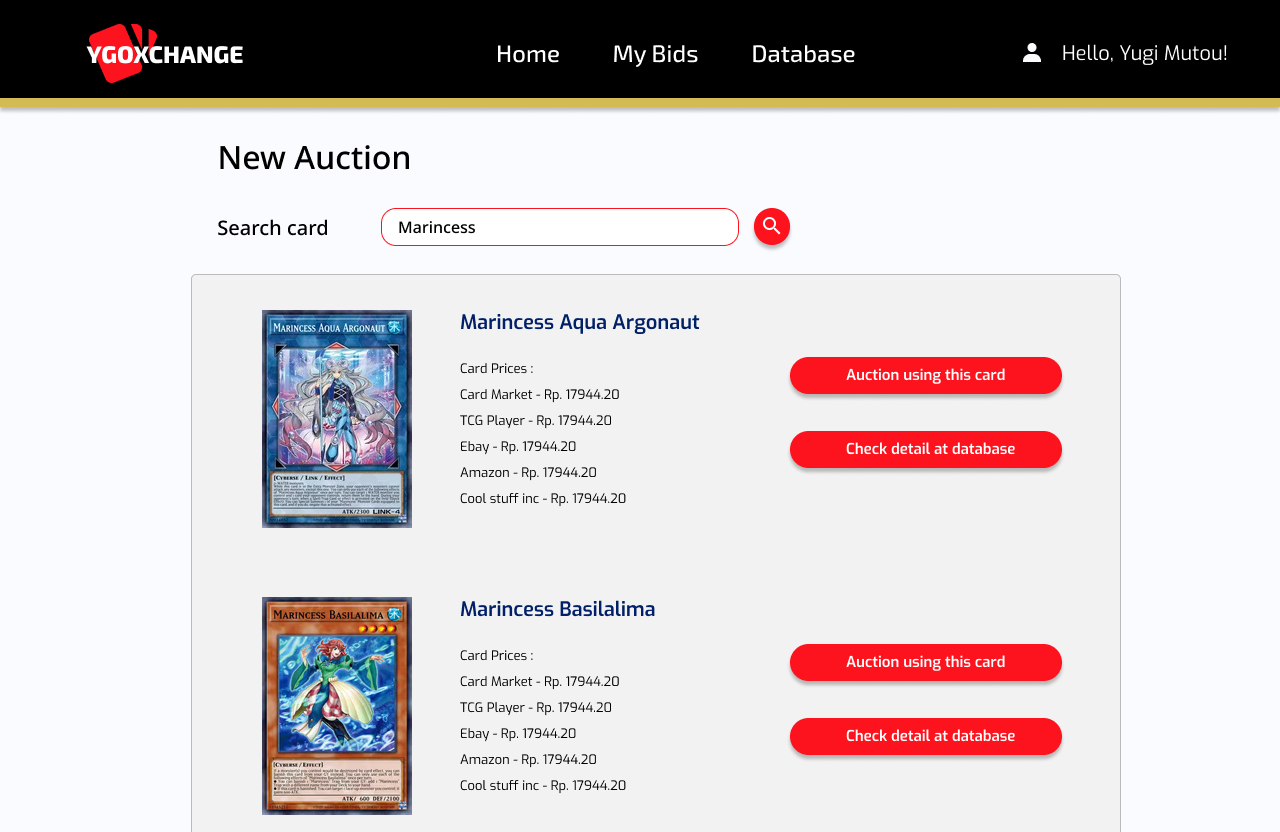 YGOXCHANGE
Home My Bids Database Hello, Yugi Mutou!
New Auction
Search card Marincess
MARINCESS AQUA ARGONAUT
[CYBERSE / LINK / EFFECT]
ATK/2300 LINK-4
Marincess Aqua Argonaut
Card Prices :
Card Market - Rp. 17944.20
TCG Player - Rp. 17944.20
Ebay - Rp. 17944.20
Amazon - Rp. 17944.20
Cool stuff inc - Rp. 17944.20
Auction using this card
Check detail at database
MARINCESS BASILALIMA
[CYBERSE / EFFECT]
ATK/ 600 DEF/2100
Marincess Basilalima
Card Prices :
Card Market - Rp. 17944.20
TCG Player - Rp. 17944.20
Ebay - Rp. 17944.20
Amazon - Rp. 17944.20
Cool stuff inc - Rp. 17944.20
Auction using this card
Check detail at database